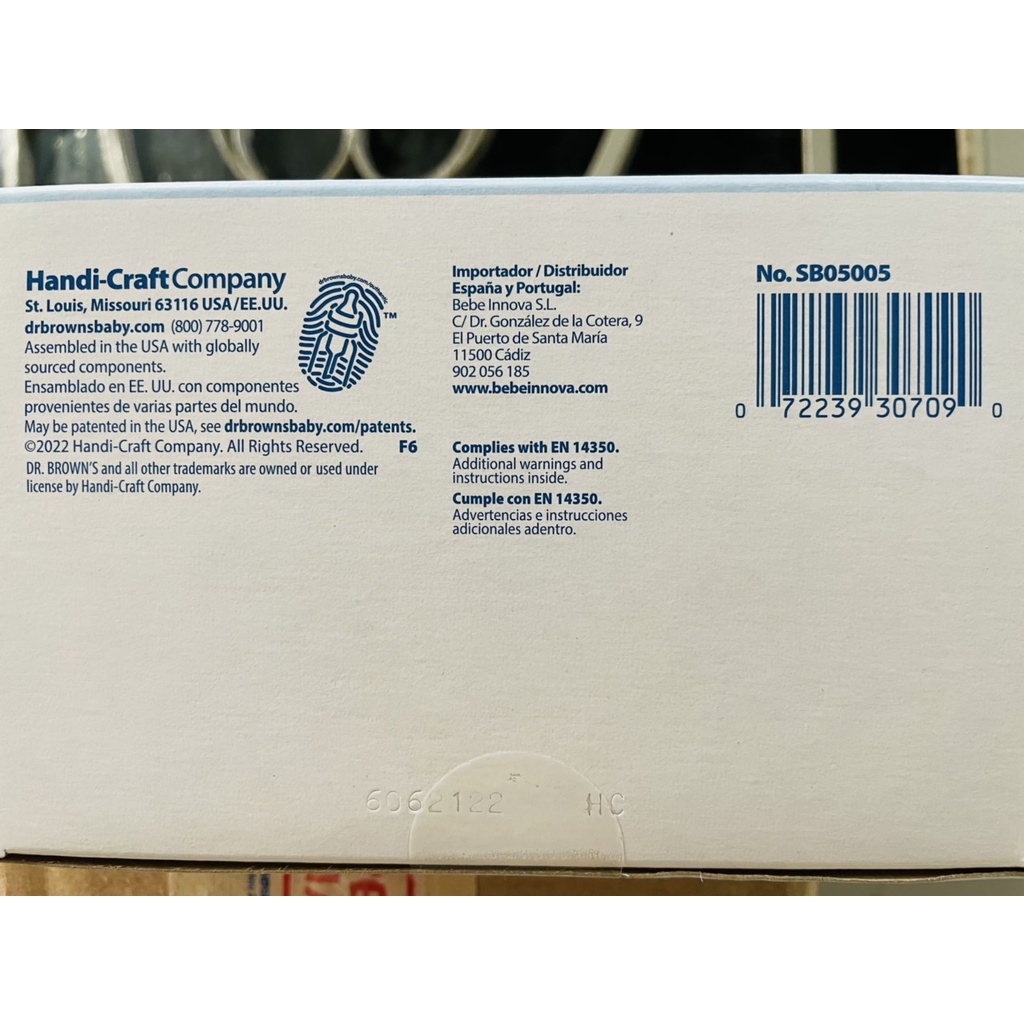 Handi-Craft Company
St. Louis, Missouri 63116 USA/EE.UU.
drbrownsbaby.com (800) 778-9001
Assembled in the USA with globally
sourced components.
Ensamblado en EE. UU. con componentes
provenientes de varias partes del mundo.
May be patented in the USA, see drbrownsbaby.com/patents.
©2022 Handi-Craft Company. All Rights Reserved. F6
DR. BROWN'S and all other trademarks are owned or used under
license by Handi-Craft Company.
drbrownsbaby.com/authentic
TM
Importador / Distribuidor
España y Portugal:
Bebe Innova S.L.
C/ Dr. González de la Cotera, 9
El Puerto de Santa María
11500 Cádiz
902 056 185
www.bebeinnova.com
Complies with EN 14350.
Additional warnings and
instructions inside.
Cumple con EN 14350.
Advertencias e instrucciones
adicionales adentro.
No. SB05005
0 72239 30709 0
6062122 HC